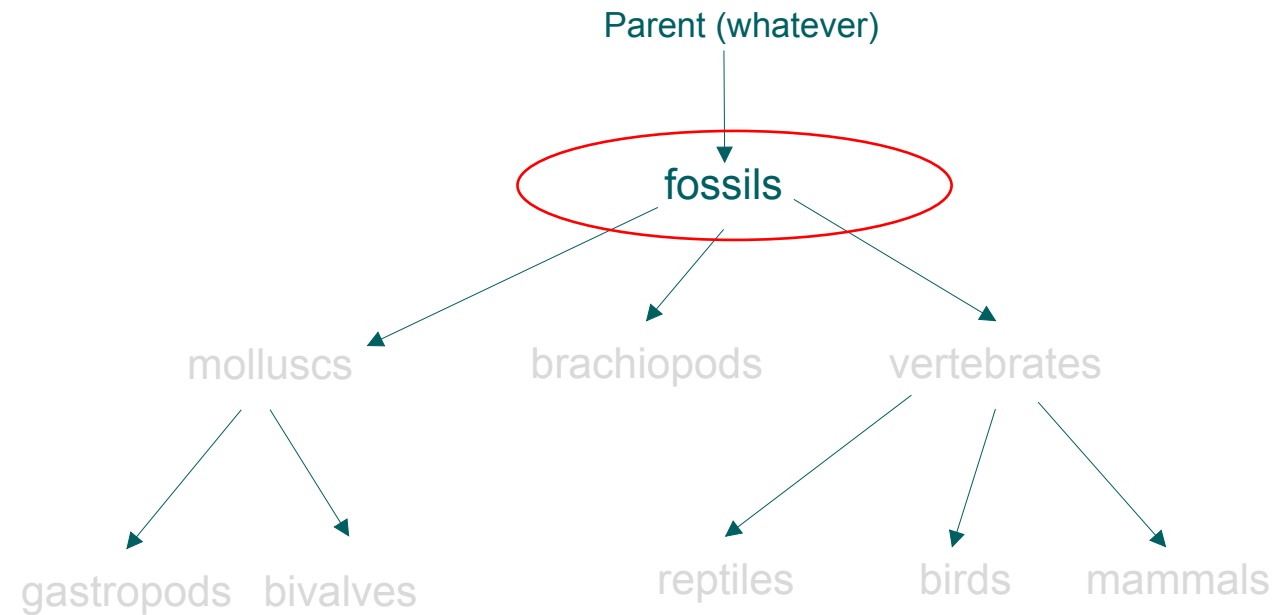 Parent (whatever)
fossils
molluscs
brachiopods
vertebrates
gastropods
bivalves
reptiles
birds
mammals